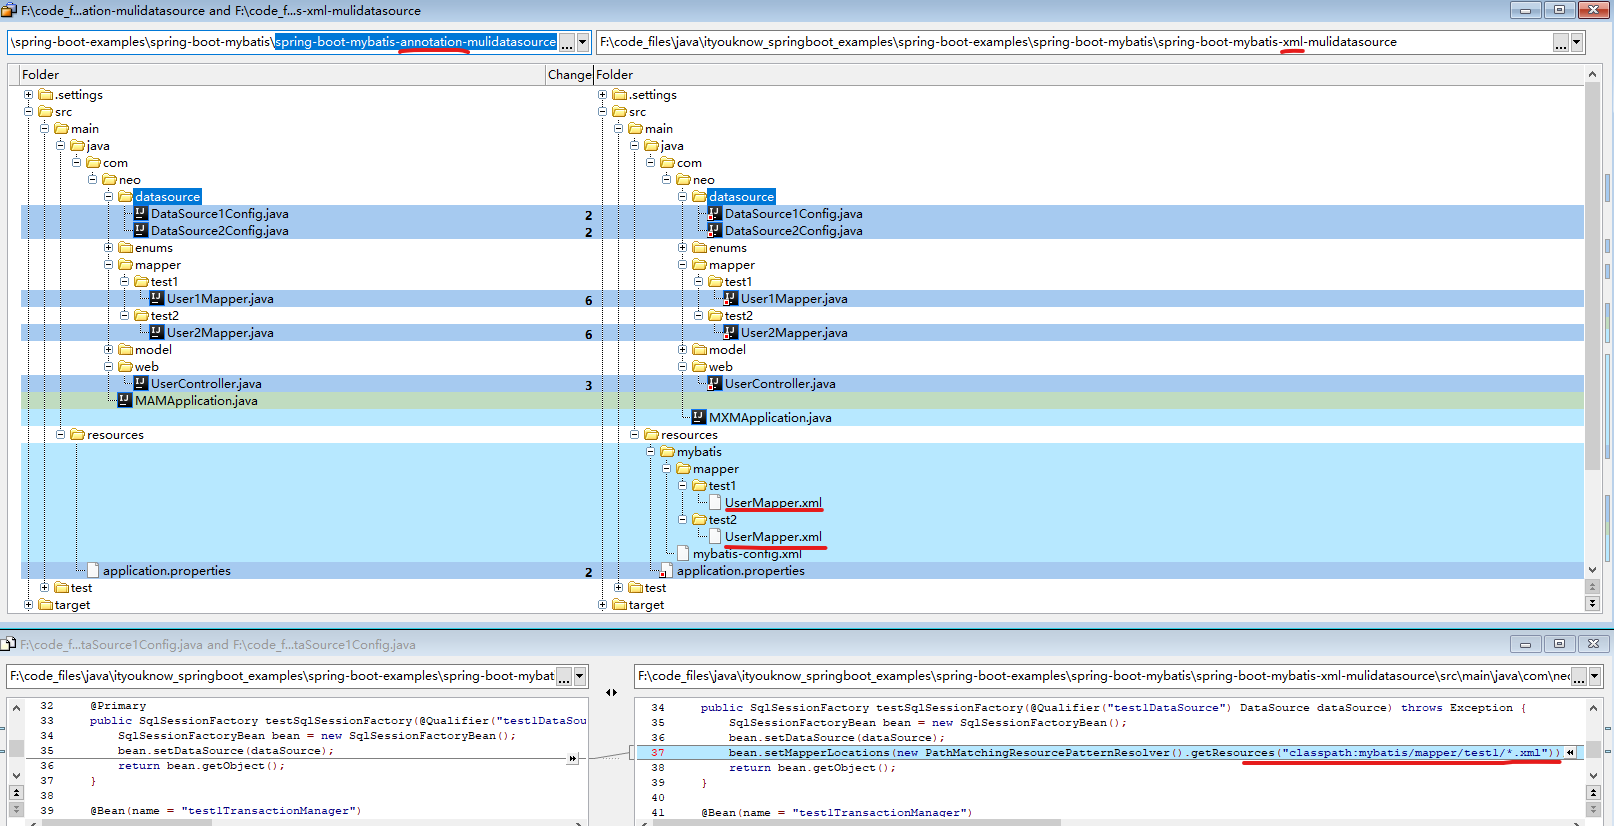 F:\code_f...ation-mulidatasource and F:\code_f...s-xml-mulidatasource
\spring-boot-examples\spring-boot-mybatis\spring-boot-mybatis-annotation-mulidatasource ...
F:\code_files\java\ityouknow_springboot_examples\spring-boot-examples\spring-boot-mybatis\spring-boot-mybatis-xml-mulidatasource ...
Folder Change Folder
.settings .settings
src src
main main
java java
com com
neo neo
datasource datasource
DataSource1Config.java 2 DataSource1Config.java
DataSource2Config.java 2 DataSource2Config.java
enums enums
mapper mapper
test1 test1
User1Mapper.java 6 User1Mapper.java
test2 test2
User2Mapper.java 6 User2Mapper.java
model model
web web
UserController.java 3 UserController.java
MAMApplication.java
MXMApplication.java
resources resources
mybatis
mapper
test1
UserMapper.xml
test2
UserMapper.xml
mybatis-config.xml
application.properties 2 application.properties
test test
target target
F:\code_f...taSource1Config.java and F:\code_f...taSource1Config.java
F:\code_files\java\ityouknow_springboot_examples\spring-boot-examples\spring-boot-mybat ...
32 @Primary
33 public SqlSessionFactory testSqlSessionFactory(@Qualifier("test1DataSou
34 SqlSessionFactoryBean bean = new SqlSessionFactoryBean();
35 bean.setDataSource(dataSource);
36 return bean.getObject();
37 }
38
39 @Bean(name = "test1TransactionManager")
F:\code_files\java\ityouknow_springboot_examples\spring-boot-examples\spring-boot-mybatis\spring-boot-mybatis-xml-mulidatasource\src\main\java\com\neo ...
34 public SqlSessionFactory testSqlSessionFactory(@Qualifier("test1DataSource") DataSource dataSource) throws Exception {
35 SqlSessionFactoryBean bean = new SqlSessionFactoryBean();
36 bean.setDataSource(dataSource);
37 bean.setMapperLocations(new PathMatchingResourcePatternResolver().getResources("classpath:mybatis/mapper/test1/*.xml"))
38 return bean.getObject();
39 }
40
41 @Bean(name = "test1TransactionManager")